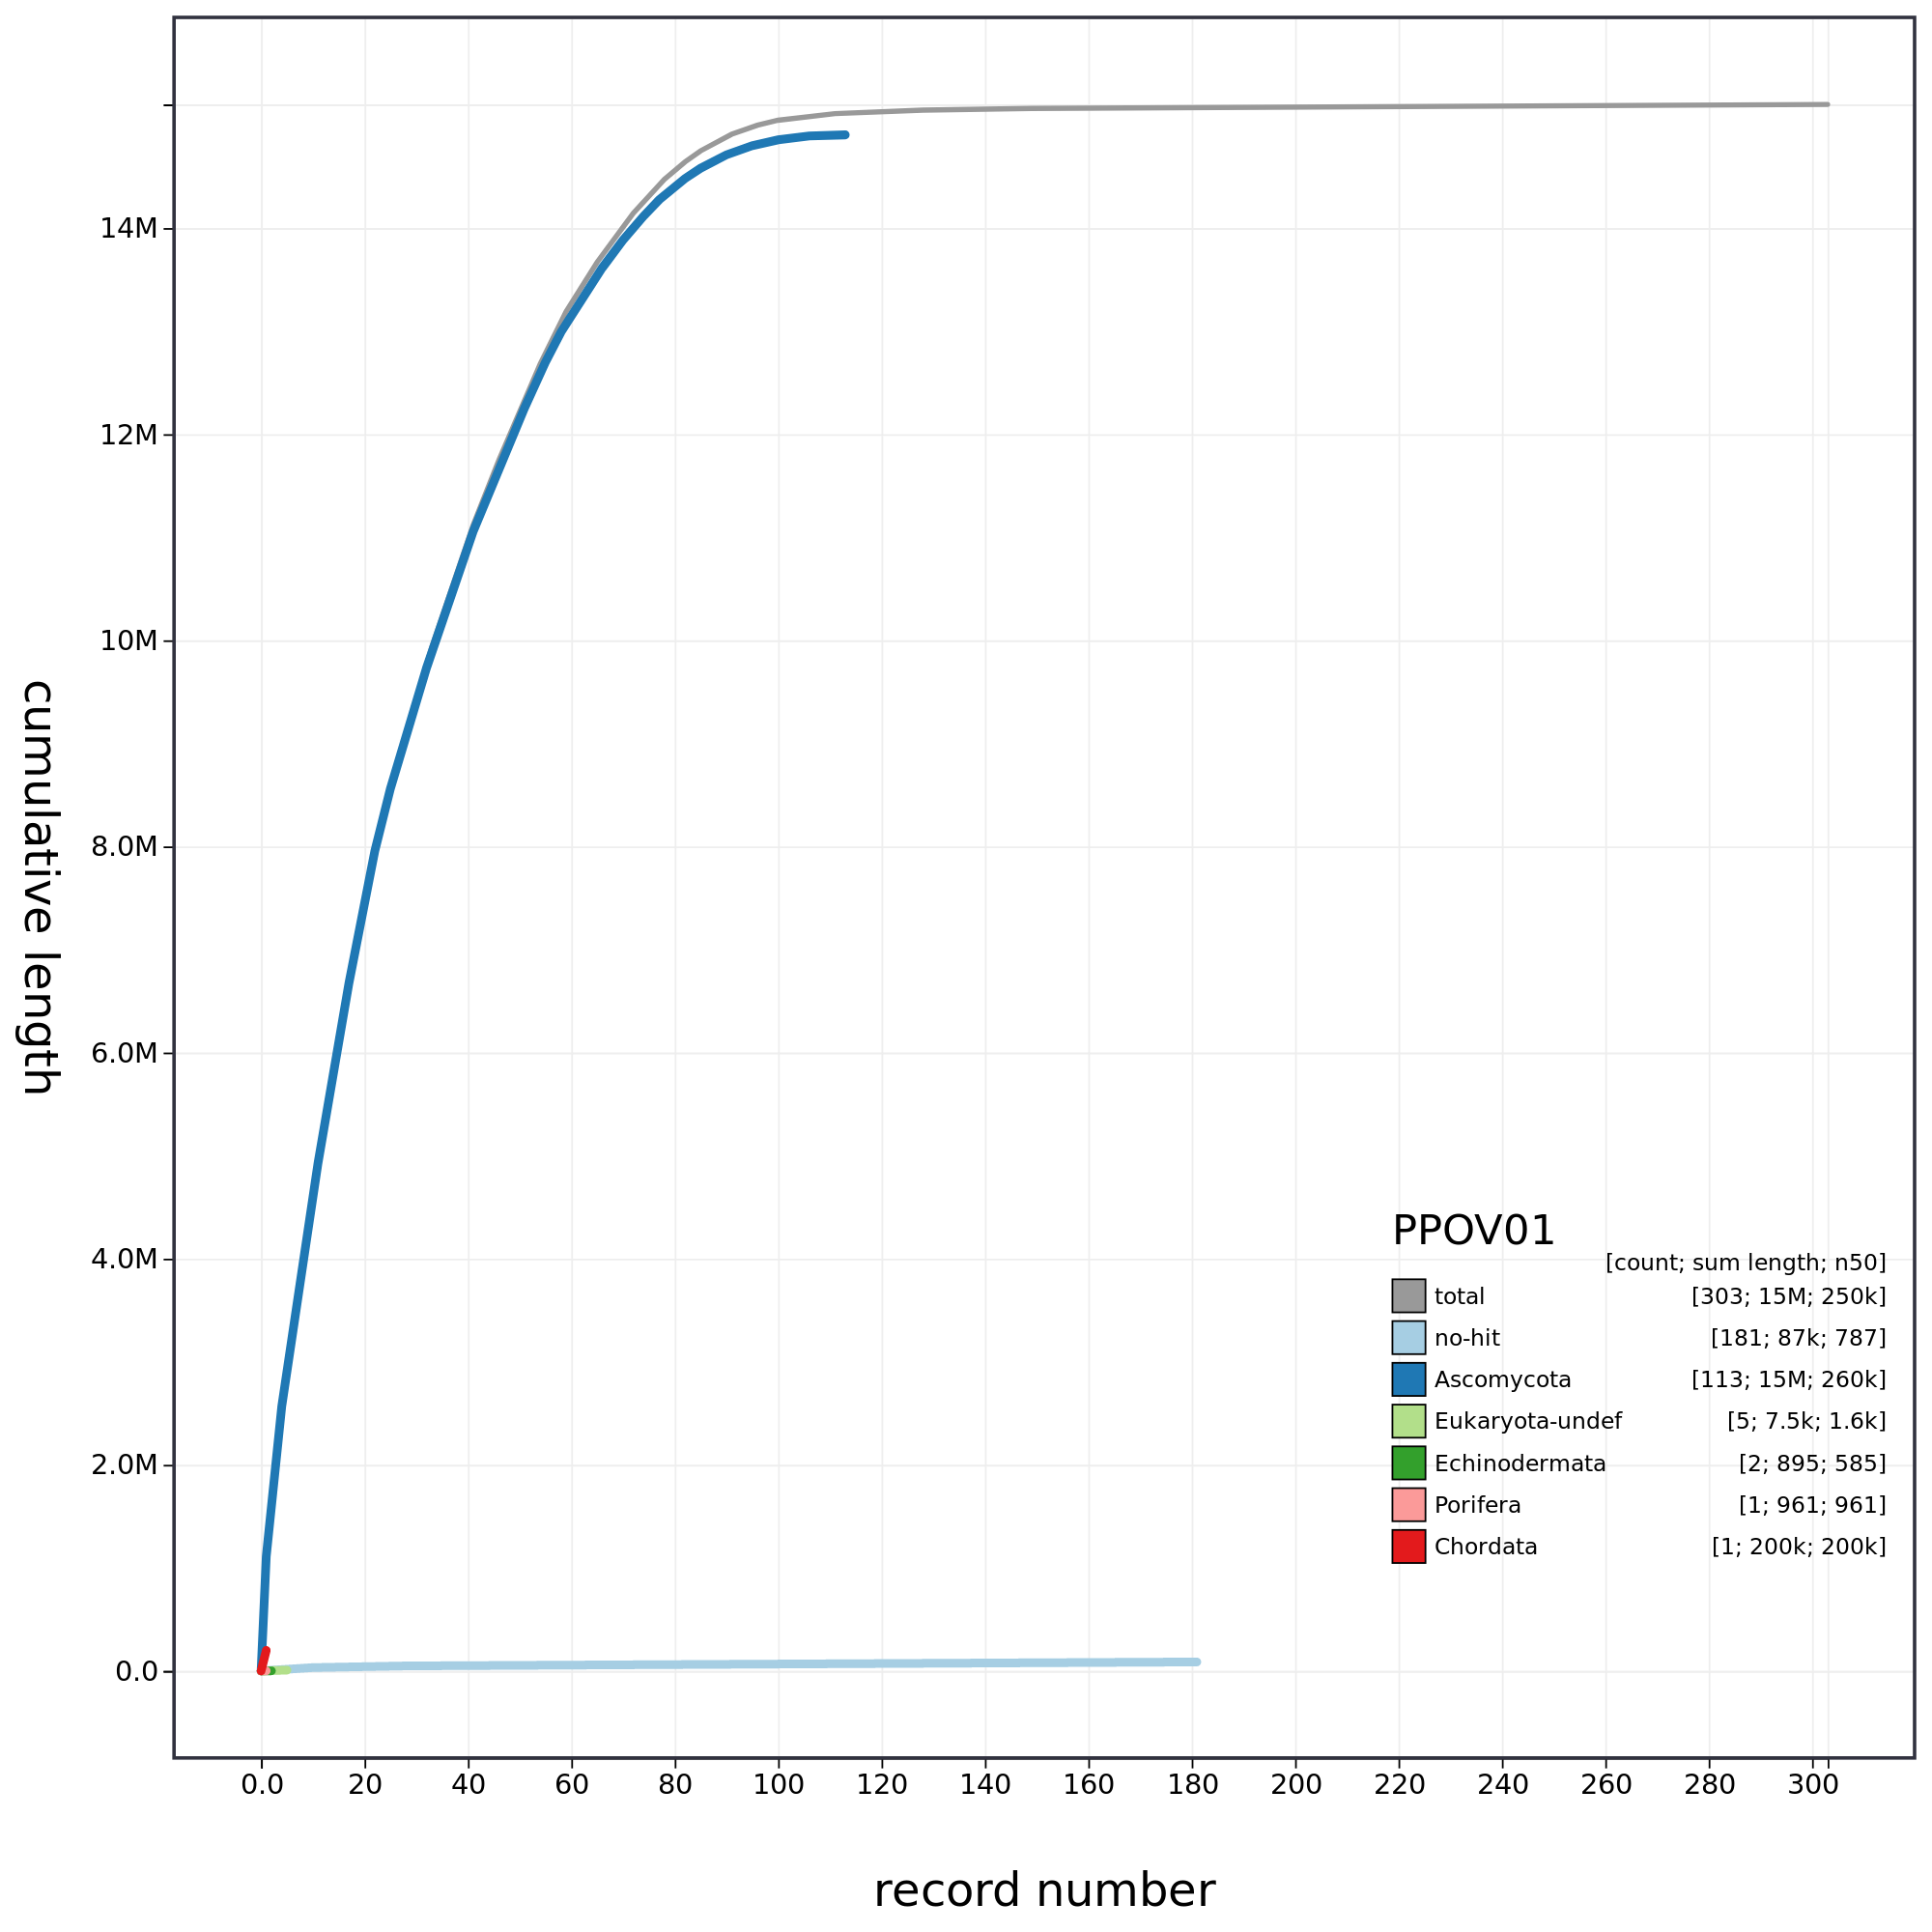 cumulative length
14M
12M
10M
8.0M
6.0M
4.0M
2.0M
0.0
PPOV01
[count; sum length; n50]
total [303; 15M; 250k]
no-hit [181; 87k; 787]
Ascomycota [113; 15M; 260k]
Eukaryota-undef [5; 7.5k; 1.6k]
Echinodermata [2; 895; 585]
Porifera [1; 961; 961]
Chordata [1; 200k; 200k]
0.0 20 40 60 80 100 120 140 160 180 200 220 240 260 280 300
record number